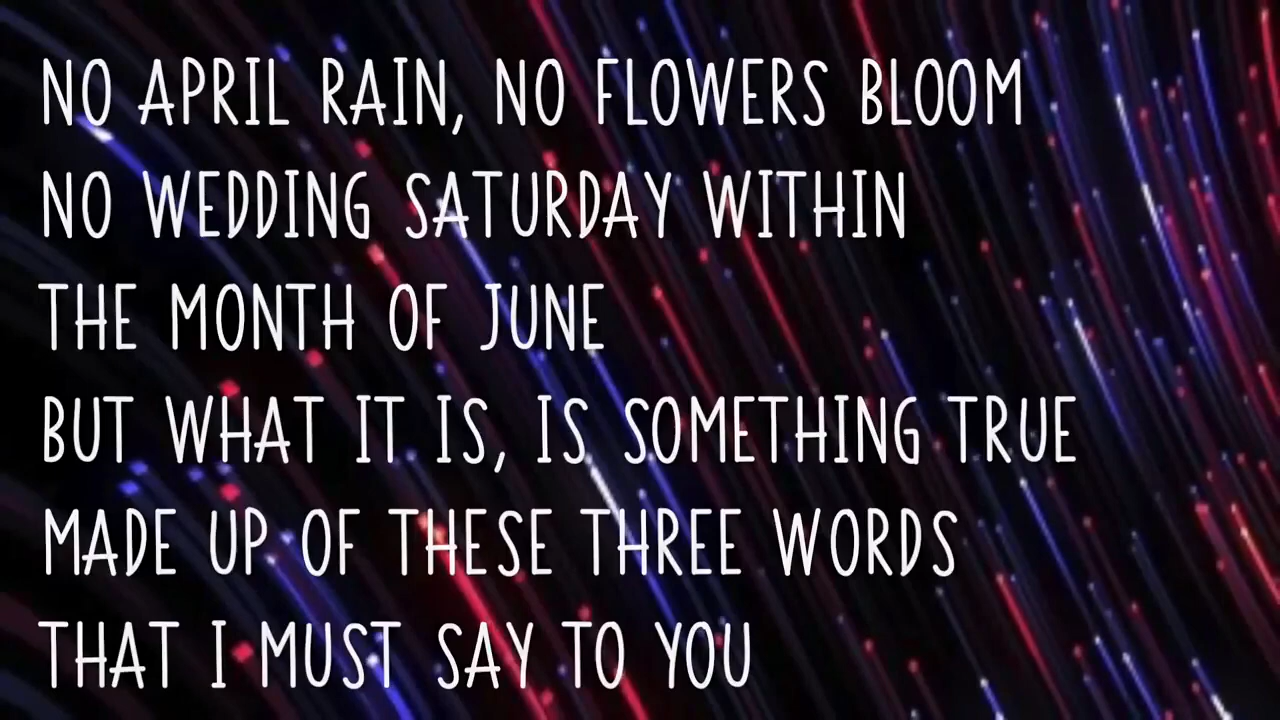 NO APRIL RAIN, NO FLOWERS BLOOM
NO WEDDING SATURDAY WITHIN
THE MONTH OF JUNE
BUT WHAT IT IS, IS SOMETHING TRUE
MADE UP OF THESE THREE WORDS
THAT I MUST SAY TO YOU